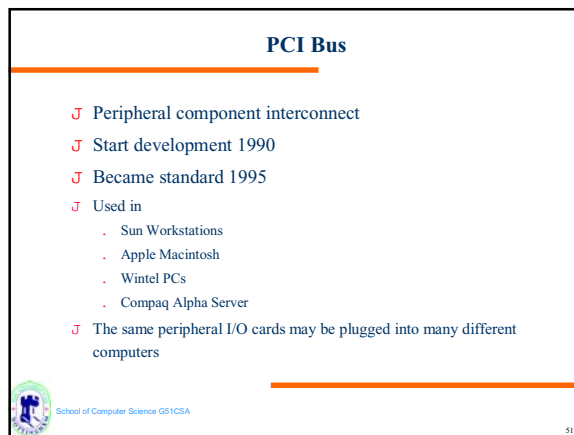 PCI Bus
J Peripheral component interconnect
J Start development 1990
J Became standard 1995
J Used in
. Sun Workstations
. Apple Macintosh
. Wintel PCs
. Compaq Alpha Server
J The same peripheral I/O cards may be plugged into many different
computers
School of Computer Science G51CSA
51